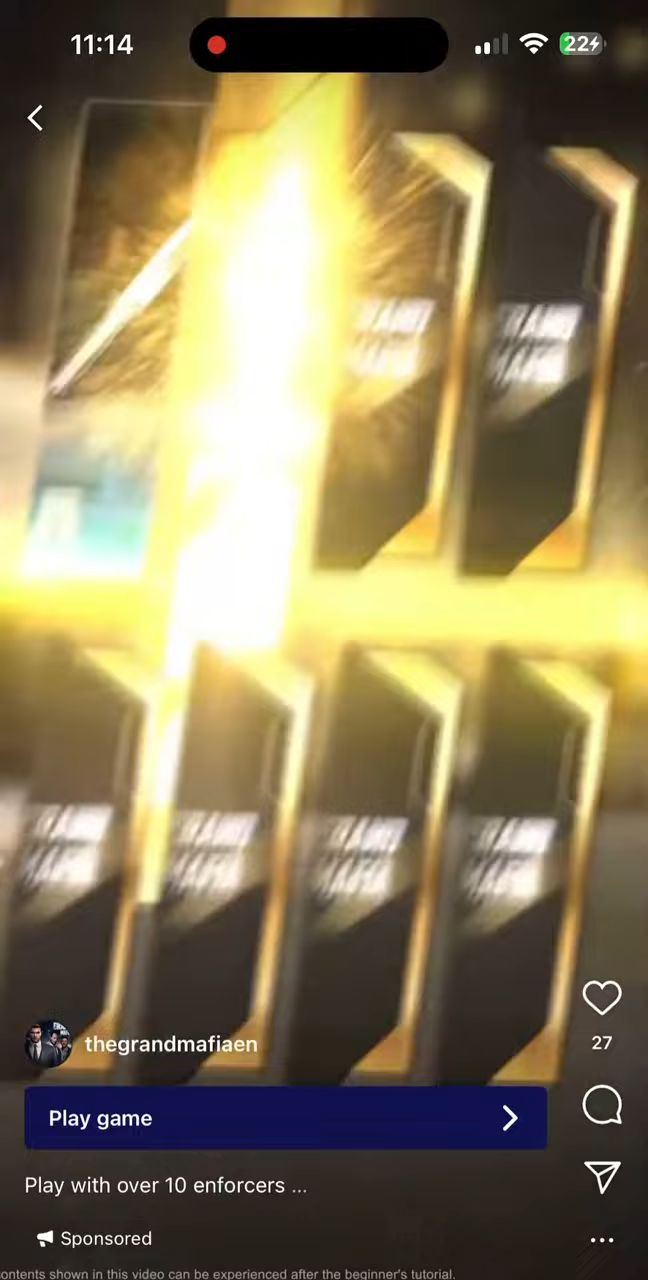 11:14
22
thegrandmafiaen
27
Play game
Play with over 10 enforcers ...
Sponsored
ontents shown in this video can be experienced after the beginner's tutorial.